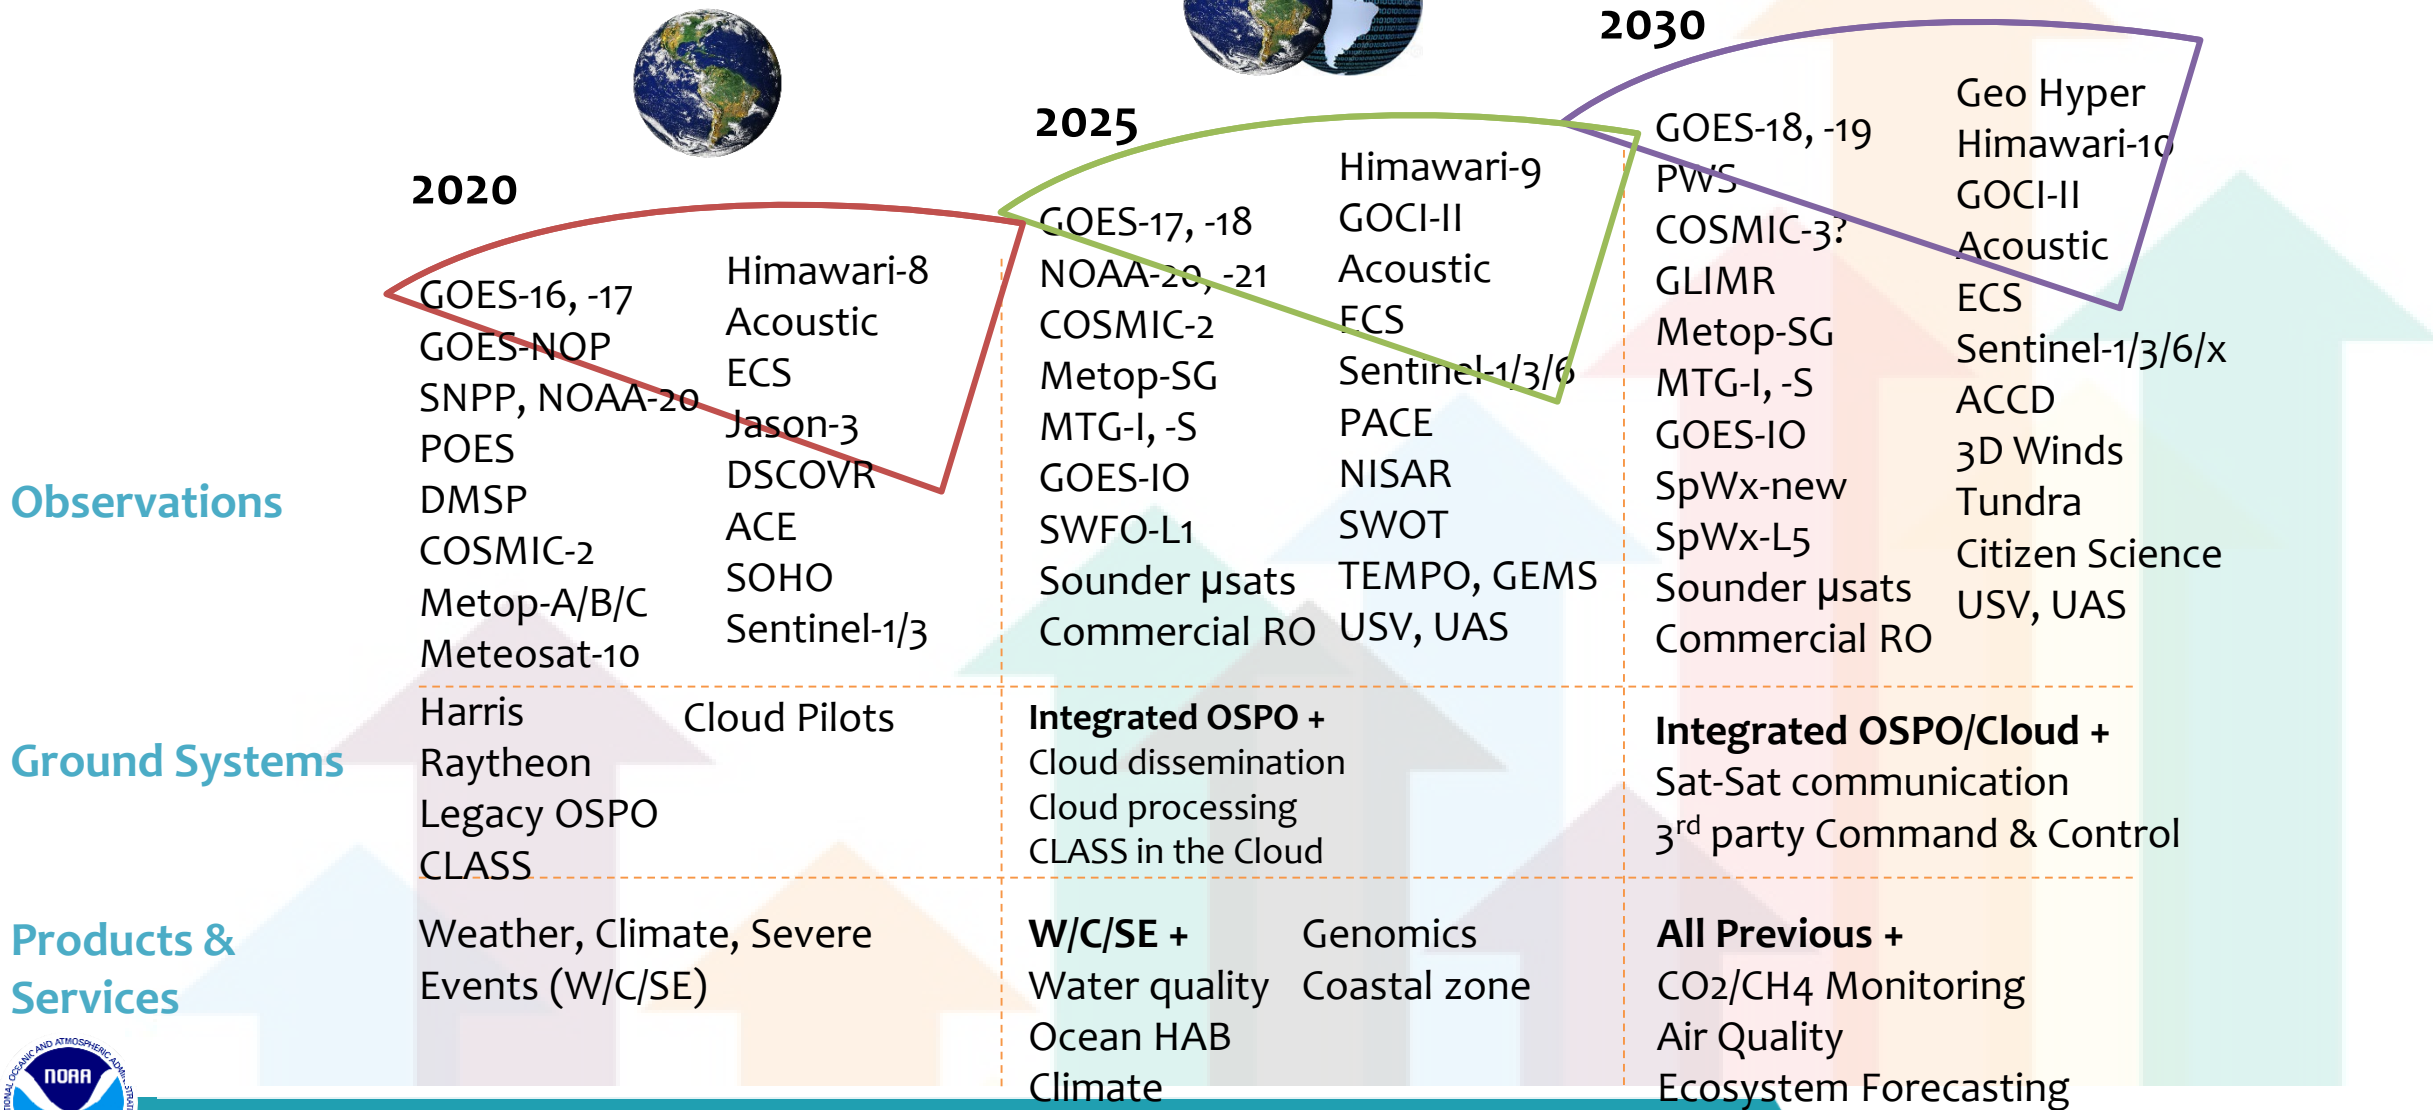 2020
2025
2030
Observations
GOES-16, -17
GOES-NOP
SNPP, NOAA-20
POES
DMSP
COSMIC-2
Metop-A/B/C
Meteosat-10
Himawari-8
Acoustic
ECS
Jason-3
DSCOVR
ACE
SOHO
Sentinel-1/3
GOES-17, -18
NOAA-20, -21
COSMIC-2
Metop-SG
MTG-I, -S
GOES-IO
SWFO-L1
Sounder µsats
Commercial RO
Himawari-9
GOCI-II
Acoustic
ECS
Sentinel-1/3/6
PACE
NISAR
SWOT
TEMPO, GEMS
USV, UAS
GOES-18, -19
PWS
COSMIC-3?
GLIMR
Metop-SG
MTG-I, -S
GOES-IO
SpWx-new
SpWx-L5
Sounder µsats
Commercial RO
Geo Hyper
Himawari-10
GOCI-II
Acoustic
ECS
Sentinel-1/3/6/x
ACCD
3D Winds
Tundra
Citizen Science
USV, UAS
Ground Systems
Harris
Raytheon
Legacy OSPO
CLASS
Cloud Pilots
Integrated OSPO +
Cloud dissemination
Cloud processing
CLASS in the Cloud
Integrated OSPO/Cloud +
Sat-Sat communication
3rd party Command & Control
Products &
Services
Weather, Climate, Severe
Events (W/C/SE)
W/C/SE +
Water quality
Ocean HAB
Climate
Genomics
Coastal zone
All Previous +
CO2/CH4 Monitoring
Air Quality
Ecosystem Forecasting
NOAA